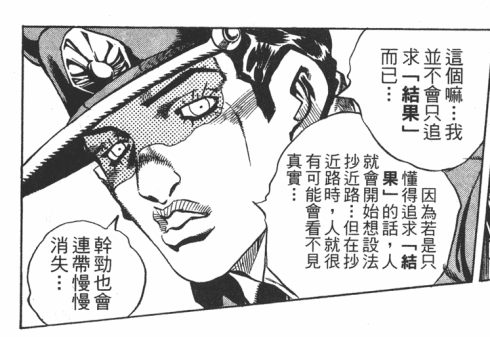 這個嘛…我
並不會只追
求「結果」
而已…
因為若是只
懂得追求「結
果」的話，人
就會開始想設法
抄近路…但在抄
近路時，人就很
有可能會看不見
真實…
幹勁也會
連帶慢慢
消失…